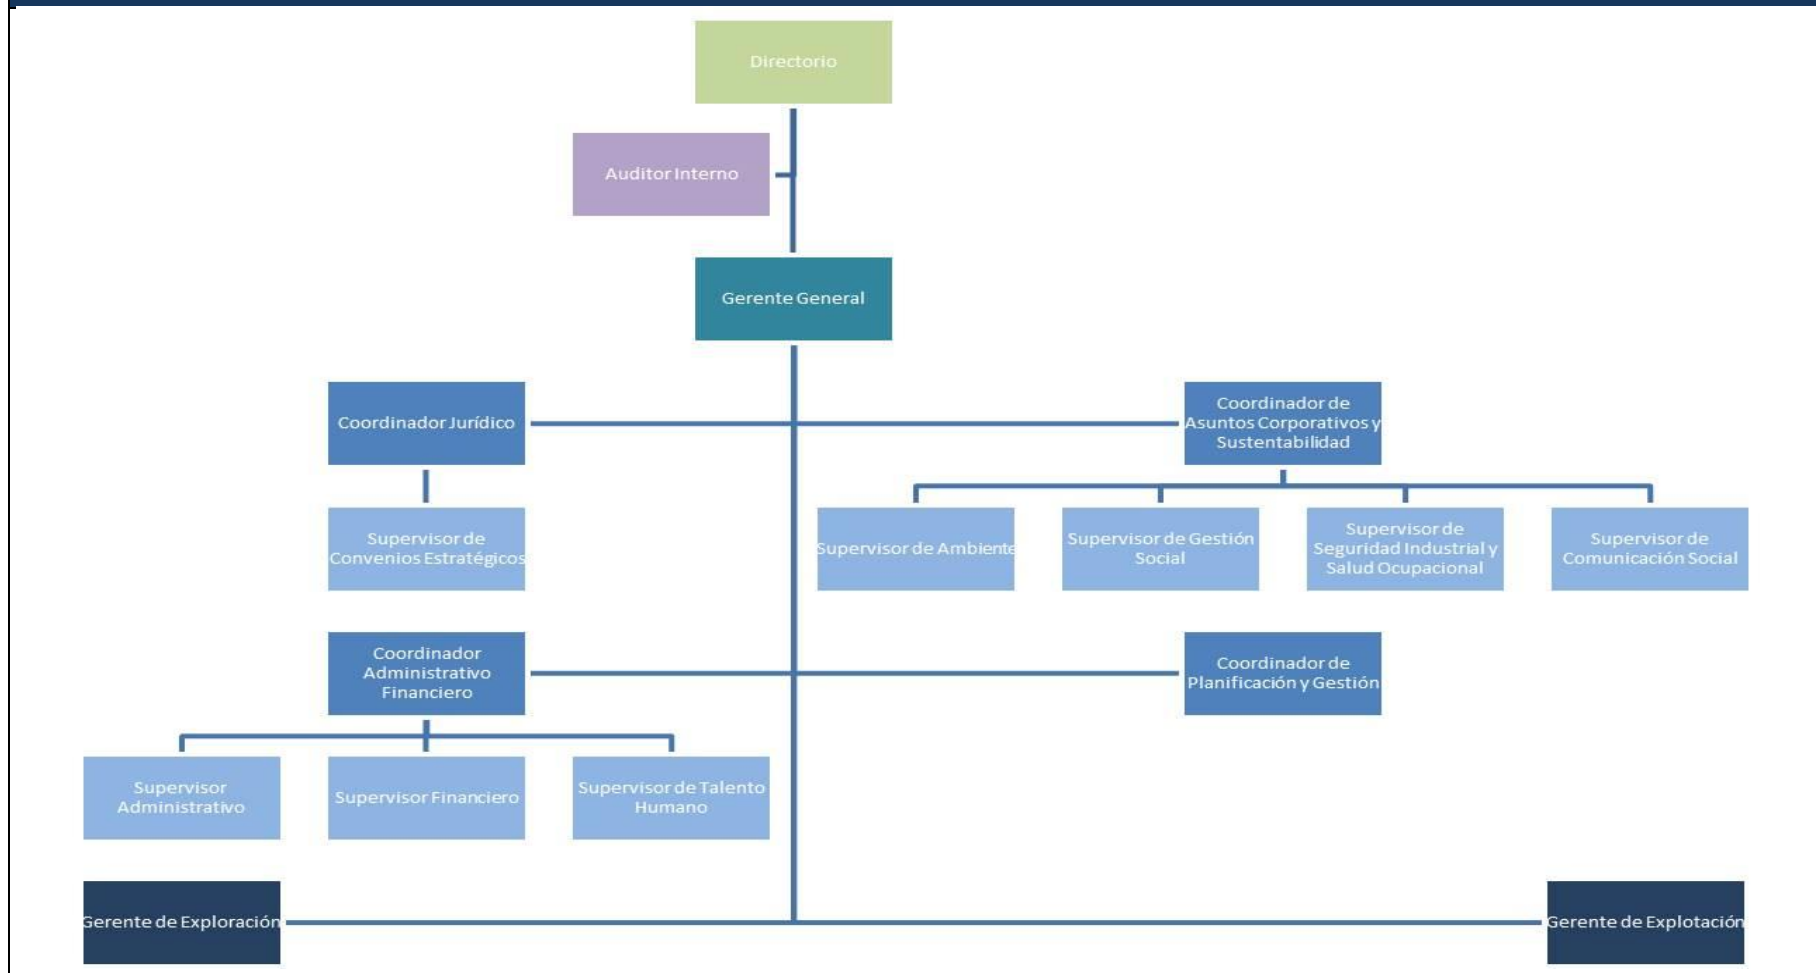 Directorio
Auditor Interno
Gerente General
Coordinador Jurídico
Coordinador de
Asuntos Corporativos y
Sustentabilidad
Supervisor de
Convenios Estratégicos
Supervisor de Ambiente
Supervisor de Gestión
Social
Supervisor de
Seguridad Industrial y
Salud Ocupacional
Supervisor de
Comunicación Social
Coordinador
Administrativo
Financiero
Coordinador de
Planificación y Gestión
Supervisor
Administrativo
Supervisor Financiero
Supervisor de Talento
Humano
Gerente de Exploración
Gerente de Explotación